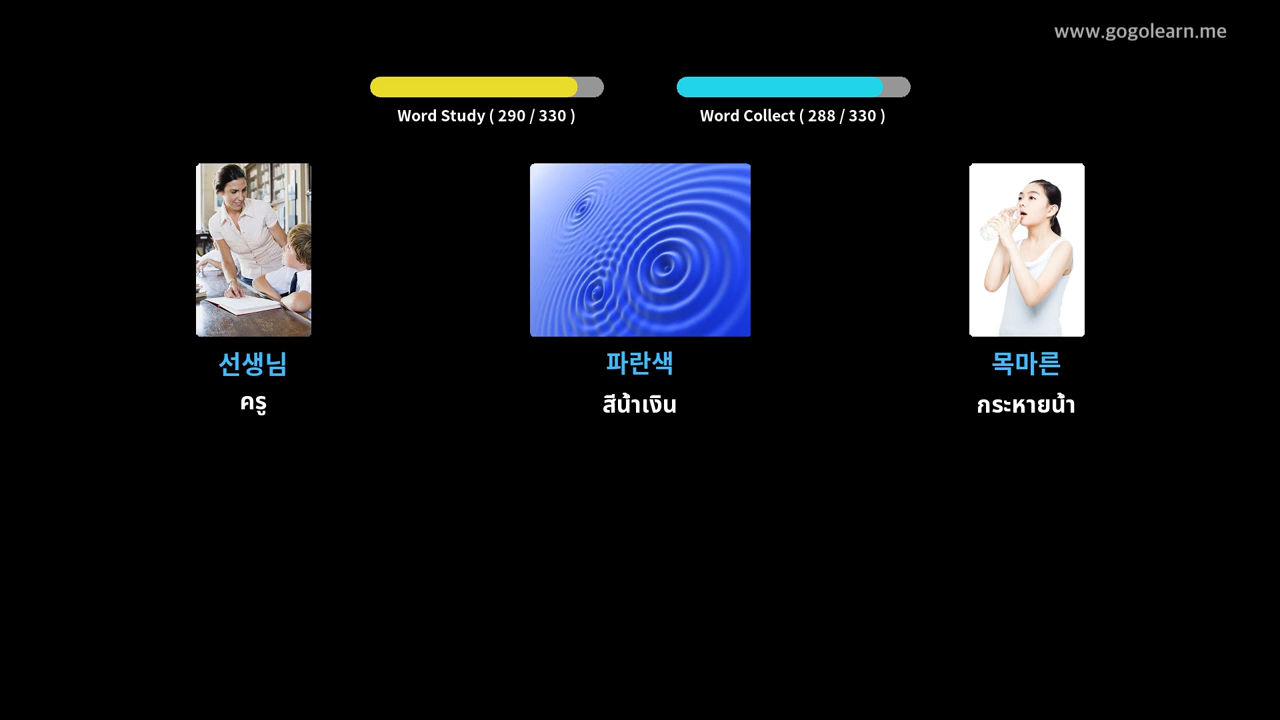 www.gogolearn.me
Word Study ( 290 / 330 )
Word Collect ( 288 / 330 )
선생님
파란색
목마른
ครู
สีน้ำเงิน
กระหายน้ำ